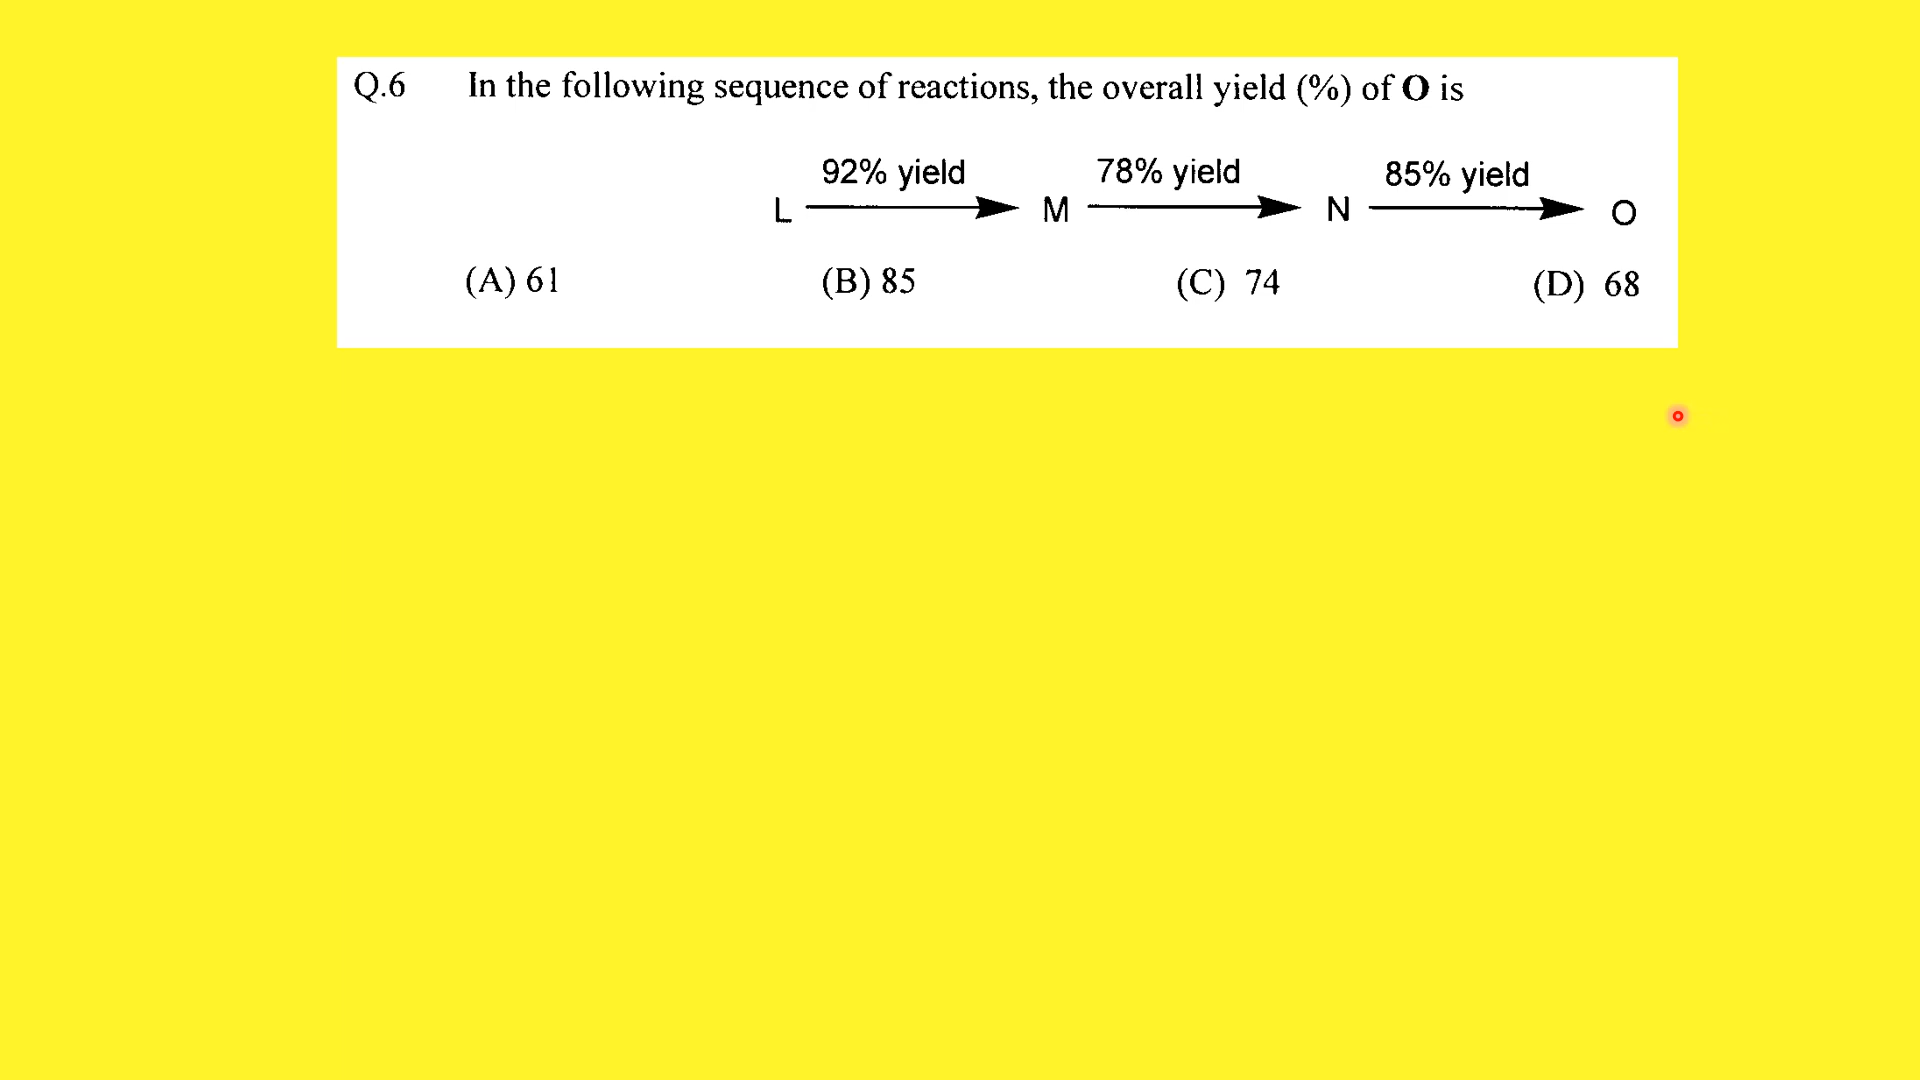 Q.6 In the following sequence of reactions, the overall yield (%) of O is
92% yield 78% yield 85% yield
L M N O
(A) 61 (B) 85 (C) 74 (D) 68